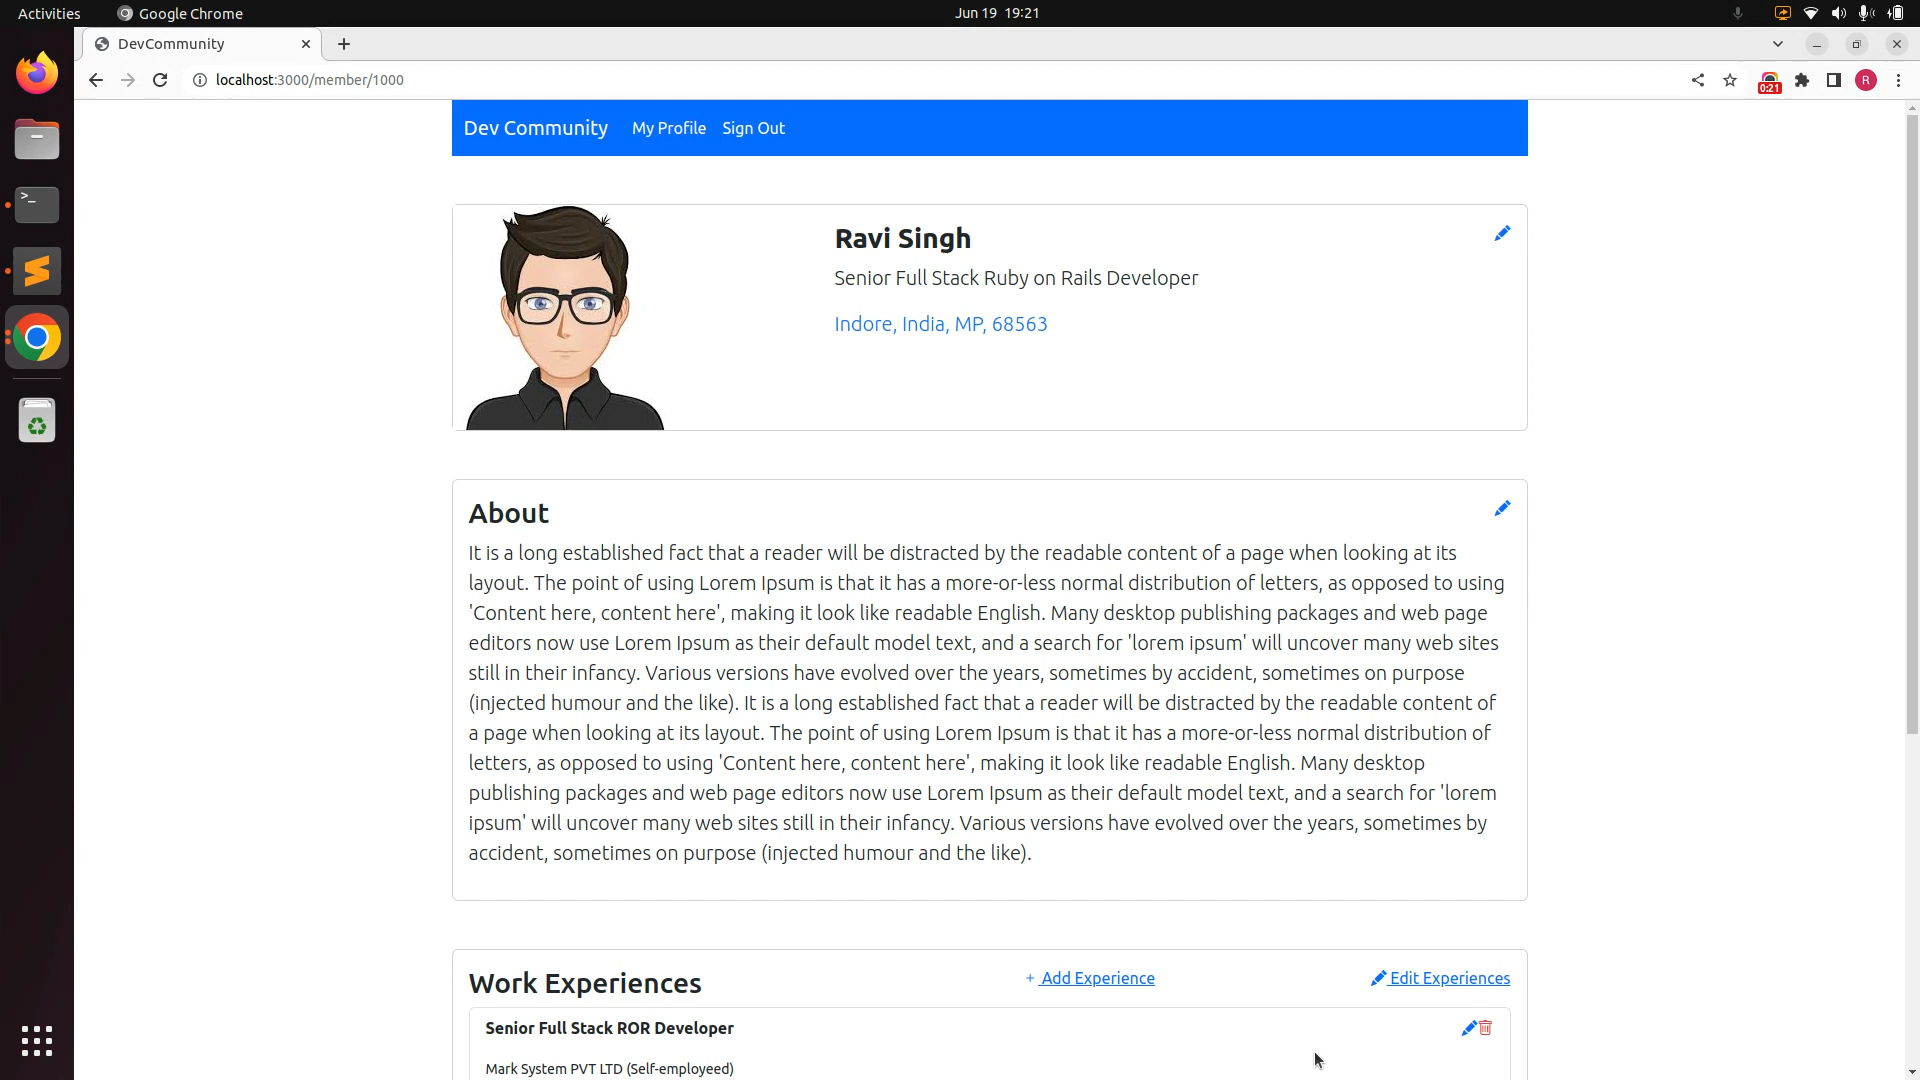 Activities
Google Chrome
Jun 19 19:21
DevCommunity
localhost:3000/member/1000
0:21
R
Dev Community
My Profile
Sign Out
Ravi Singh
Senior Full Stack Ruby on Rails Developer
Indore, India, MP, 68563
About
It is a long established fact that a reader will be distracted by the readable content of a page when looking at its
layout. The point of using Lorem Ipsum is that it has a more-or-less normal distribution of letters, as opposed to using
'Content here, content here', making it look like readable English. Many desktop publishing packages and web page
editors now use Lorem Ipsum as their default model text, and a search for 'lorem ipsum' will uncover many web sites
still in their infancy. Various versions have evolved over the years, sometimes by accident, sometimes on purpose
(injected humour and the like). It is a long established fact that a reader will be distracted by the readable content of
a page when looking at its layout. The point of using Lorem Ipsum is that it has a more-or-less normal distribution of
letters, as opposed to using 'Content here, content here', making it look like readable English. Many desktop
publishing packages and web page editors now use Lorem Ipsum as their default model text, and a search for 'lorem
ipsum' will uncover many web sites still in their infancy. Various versions have evolved over the years, sometimes by
accident, sometimes on purpose (injected humour and the like).
Work Experiences
+ Add Experience
Edit Experiences
Senior Full Stack ROR Developer
Mark System PVT LTD (Self-employeed)